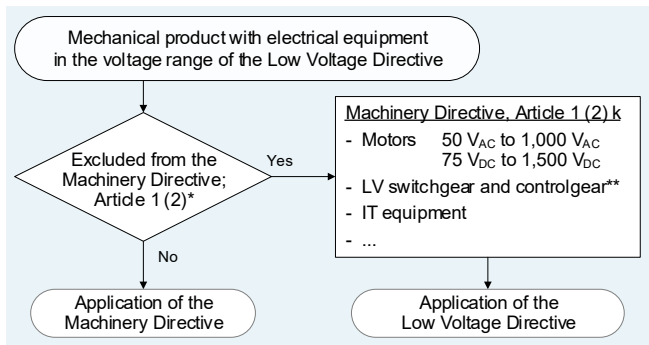 Mechanical product with electrical equipment
in the voltage range of the Low Voltage Directive
Excluded from the
Machinery Directive;
Article 1 (2)*
Yes
No
Machinery Directive, Article 1 (2) k
- Motors 50 VAC to 1,000 VAC
75 VDC to 1,500 VDC
- LV switchgear and controlgear**
- IT equipment
- ...
Application of the
Machinery Directive
Application of the
Low Voltage Directive